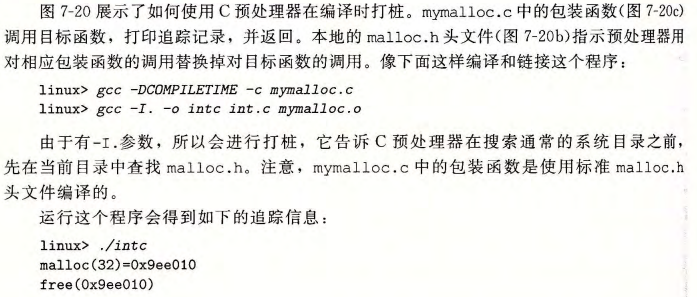 图 7-20 展示了如何使用 C 预处理器在编译时打桩。mymalloc.c 中的包装函数(图 7-20c)
调用目标函数，打印追踪记录，并返回。本地的 malloc.h 头文件(图 7-20b)指示预处理器用
对相应包装函数的调用替换掉对目标函数的调用。像下面这样编译和链接这个程序：
linux> gcc -DCOMPILETIME -c mymalloc.c
linux> gcc -I. -o intc int.c mymalloc.o
由于有-I.参数，所以会进行打桩，它告诉 C 预处理器在搜索通常的系统目录之前，
先在当前目录中查找 malloc.h。注意，mymalloc.c 中的包装函数是使用标准 malloc.h
头文件编译的。
运行这个程序会得到如下的追踪信息：
linux> ./intc
malloc(32)=0x9ee010
free(0x9ee010)